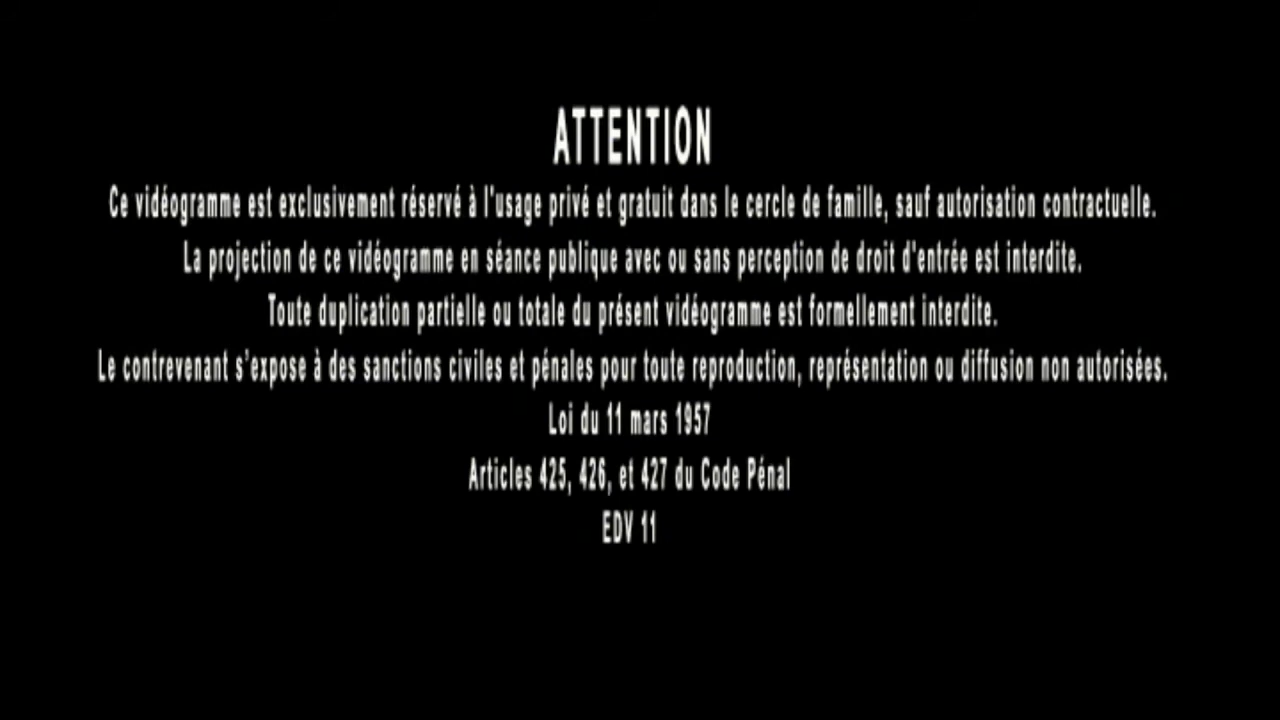 ATTENTION
Ce vidéogramme est exclusivement réservé à l'usage privé et gratuit dans le cercle de famille, sauf autorisation contractuelle.
La projection de ce vidéogramme en séance publique avec ou sans perception de droit d'entrée est interdite.
Toute duplication partielle ou totale du présent vidéogramme est formellement interdite.
Le contrevenant s'expose à des sanctions civiles et pénales pour toute reproduction, représentation ou diffusion non autorisées.
Loi du 11 mars 1957
Articles 425, 426, et 427 du Code Pénal
EDV 11